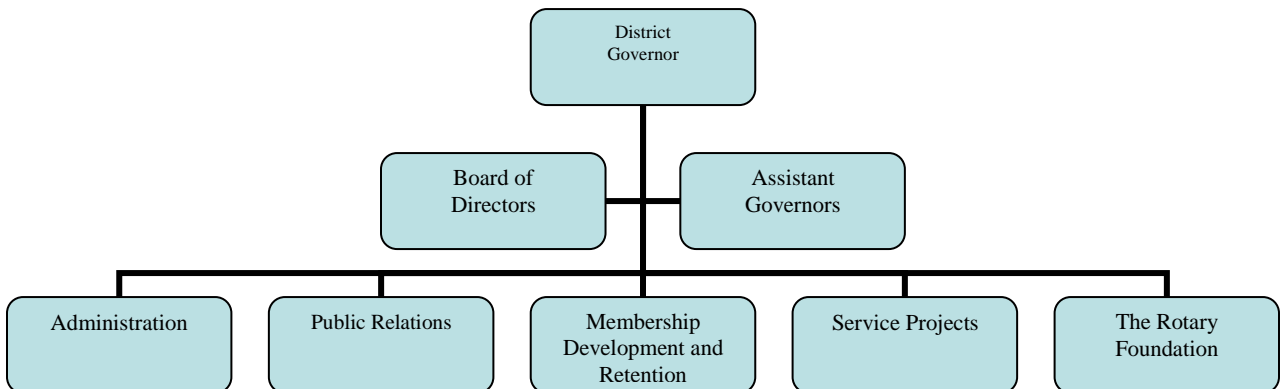 District
Governor
Board of
Directors
Assistant
Governors
Administration
Public Relations
Membership
Development and
Retention
Service Projects
The Rotary
Foundation